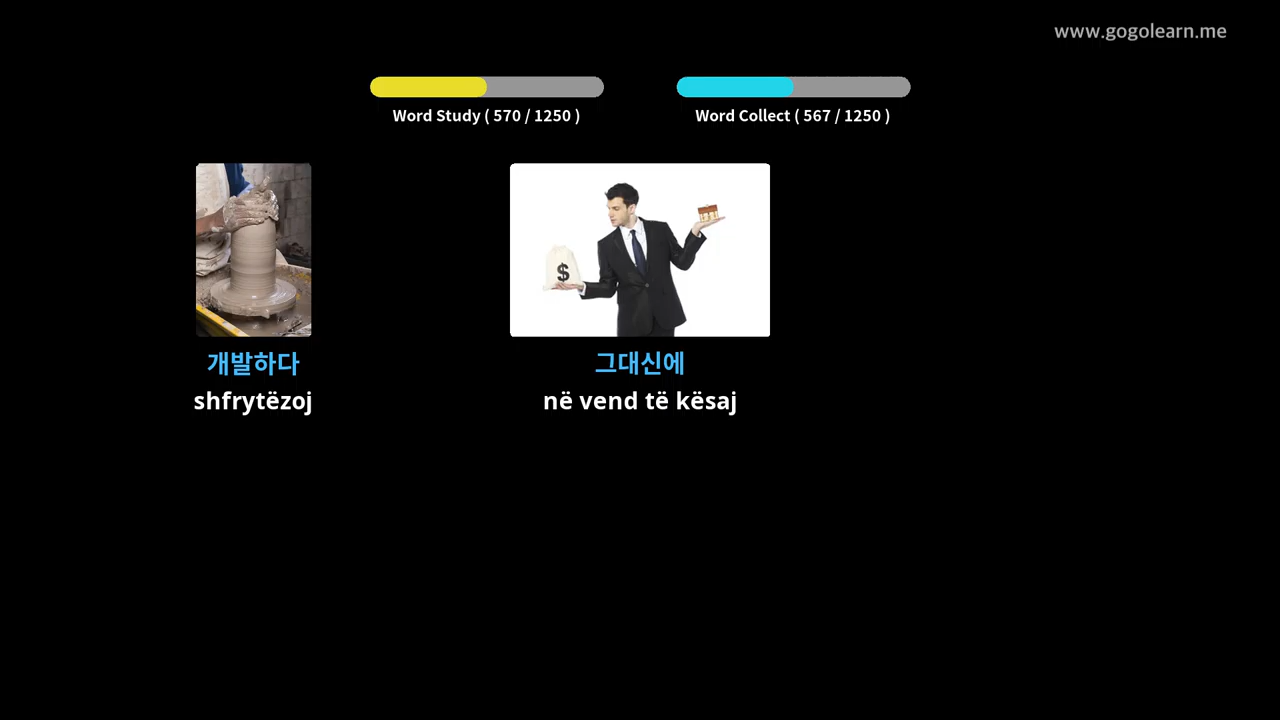 www.gogolearn.me
Word Study ( 570 / 1250 )
Word Collect ( 567 / 1250 )
$
개발하다
shfrytëzoj
그대신에
në vend të kësaj